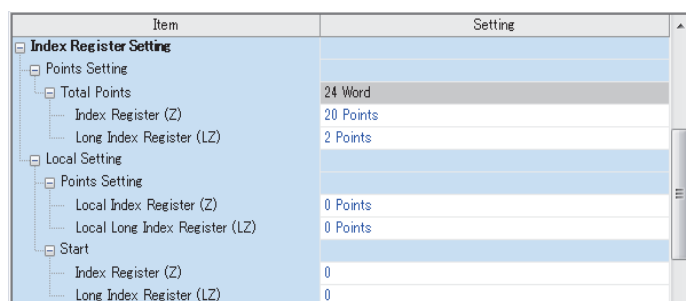 Item Setting
Index Register Setting
Points Setting
Total Points 24 Word
Index Register (Z) 20 Points
Long Index Register (LZ) 2 Points
Local Setting
Points Setting
Local Index Register (Z) 0 Points
Local Long Index Register (LZ) 0 Points
Start
Index Register (Z) 0
Long Index Register (LZ) 0